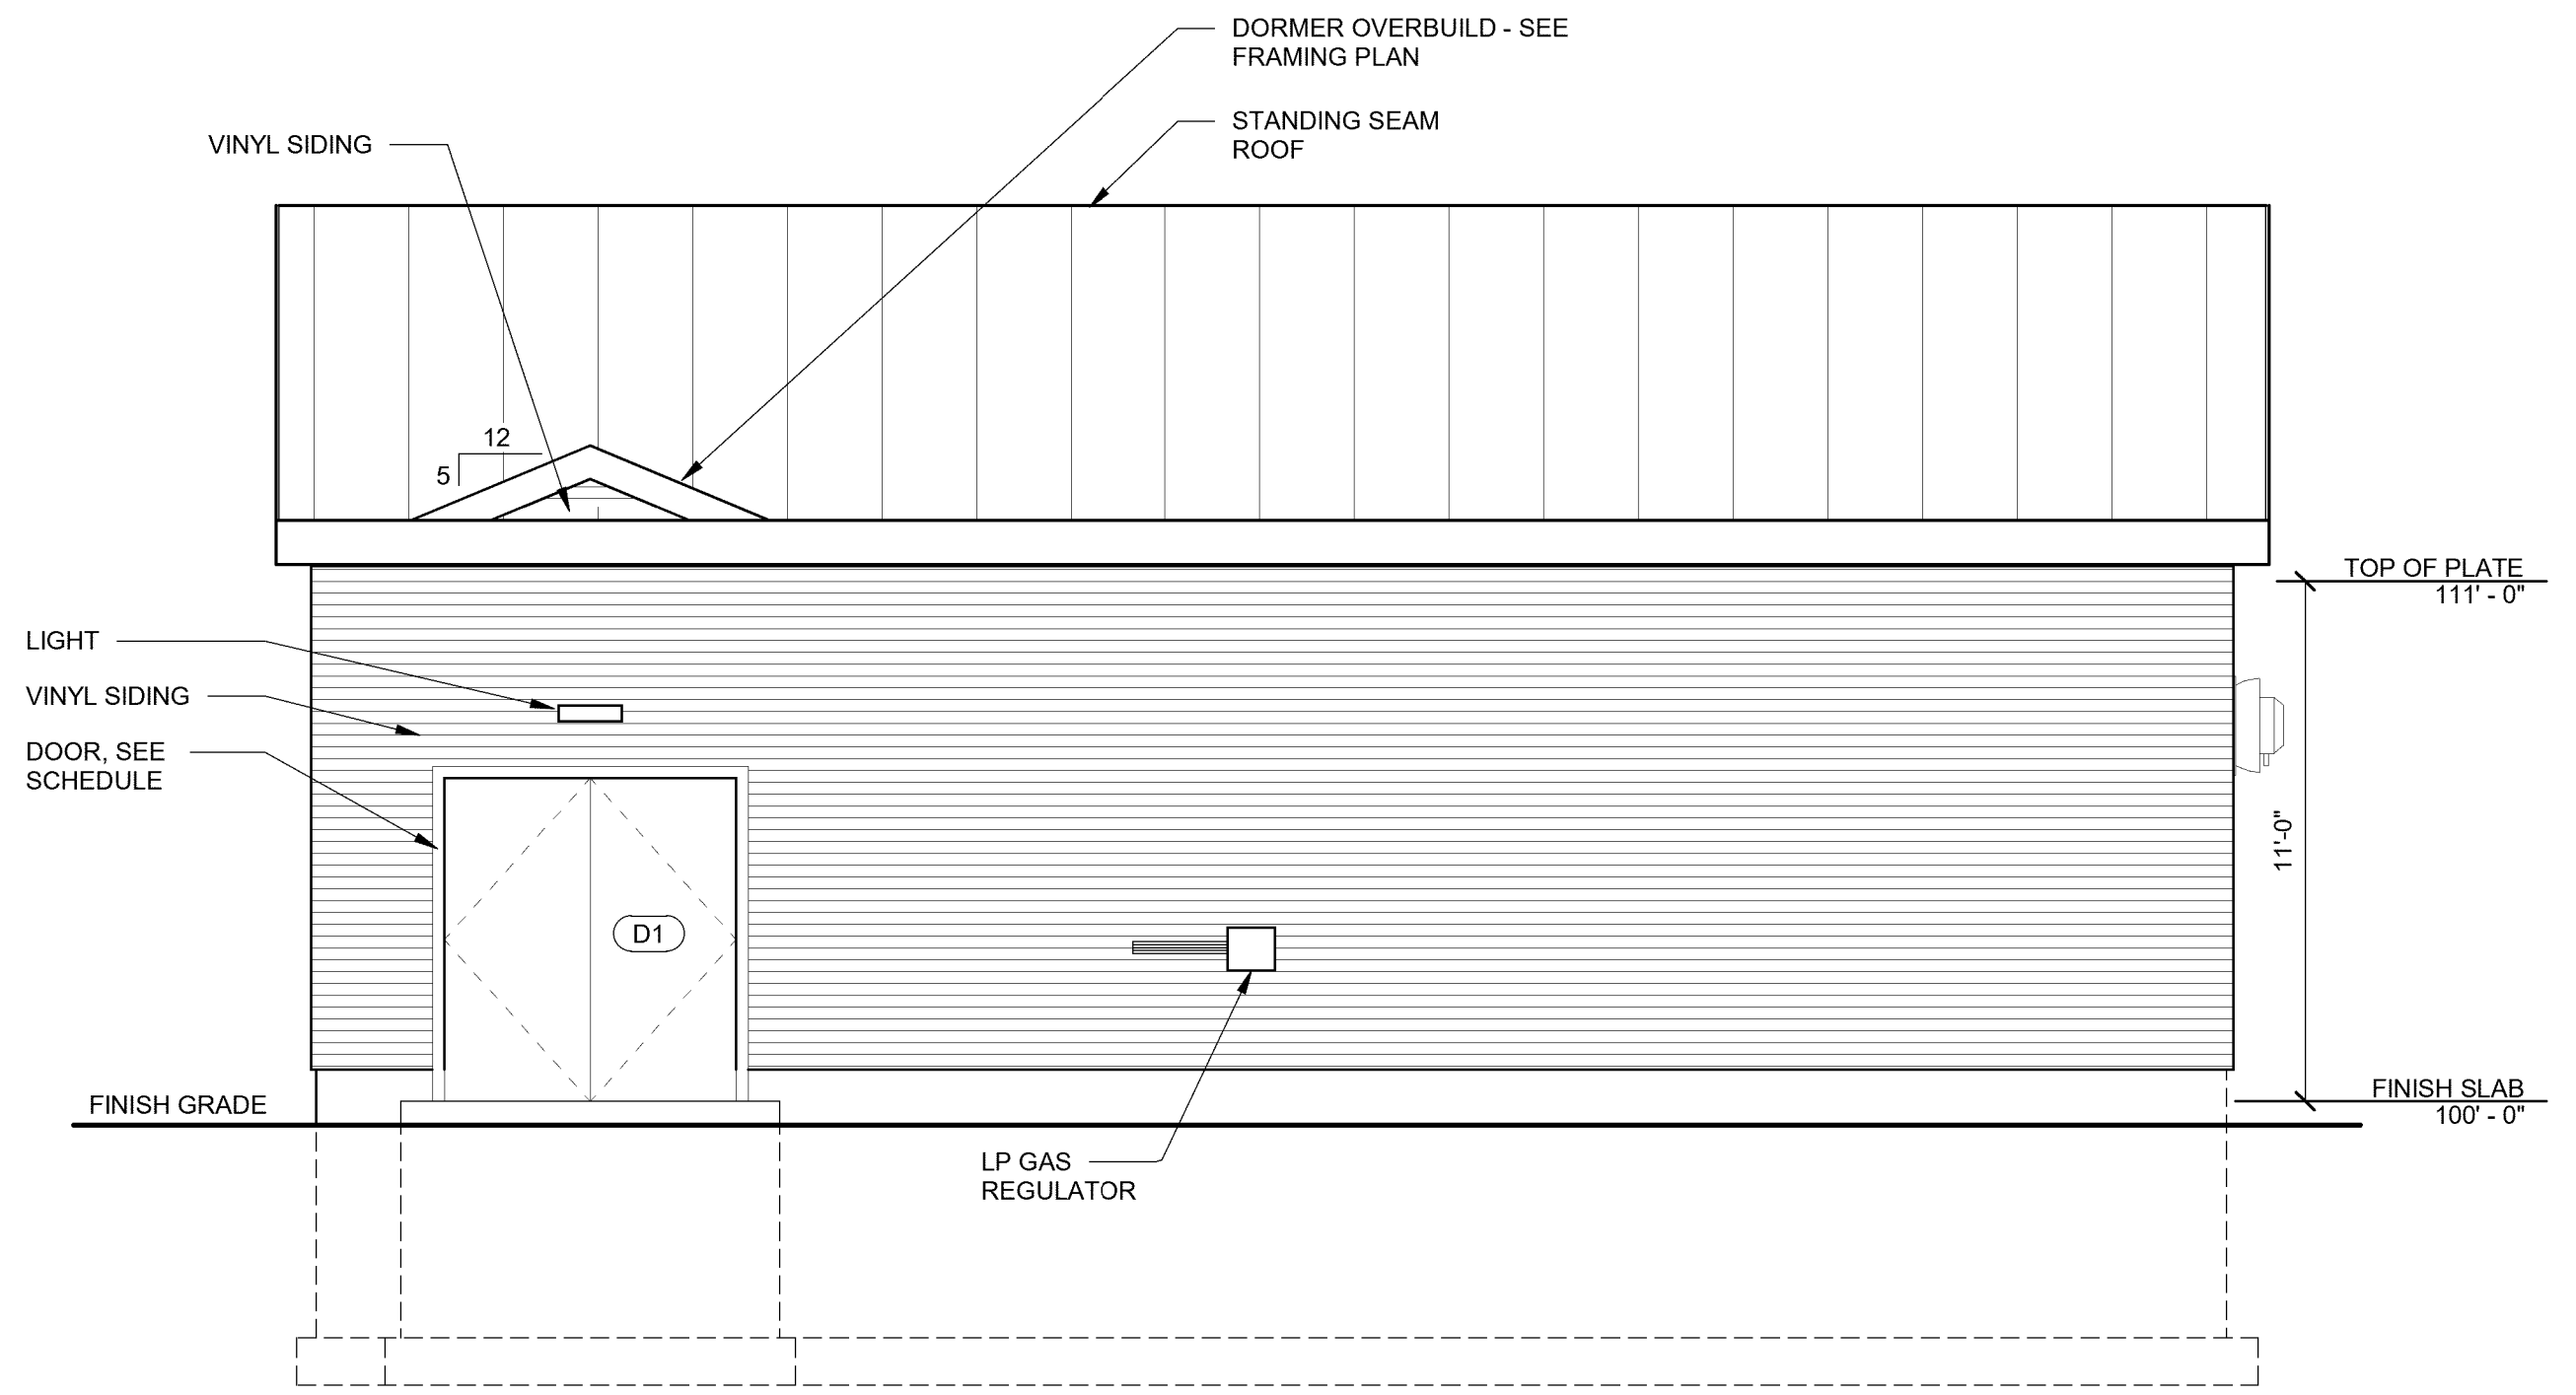 DORMER OVERBUILD - SEE
FRAMING PLAN
STANDING SEAM
ROOF
VINYL SIDING
12
5
TOP OF PLATE
111' - 0"
LIGHT
VINYL SIDING
DOOR, SEE
SCHEDULE
11'-0"
D1
FINISH GRADE
FINISH SLAB
100' - 0"
LP GAS
REGULATOR